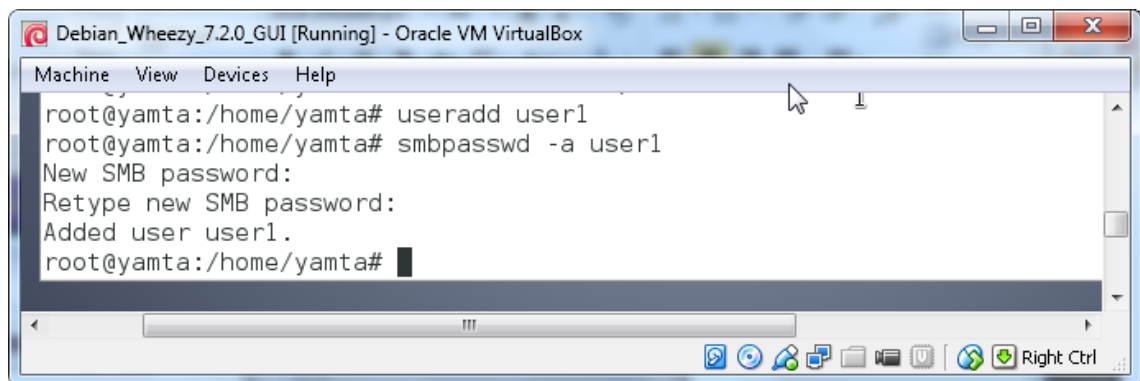 Debian_Wheezy_7.2.0_GUI [Running] - Oracle VM VirtualBox
Machine View Devices Help
root@yamta:/home/yamta# useradd user1
root@yamta:/home/yamta# smbpasswd -a user1
New SMB password:
Retype new SMB password:
Added user user1.
root@yamta:/home/yamta#
Right Ctrl